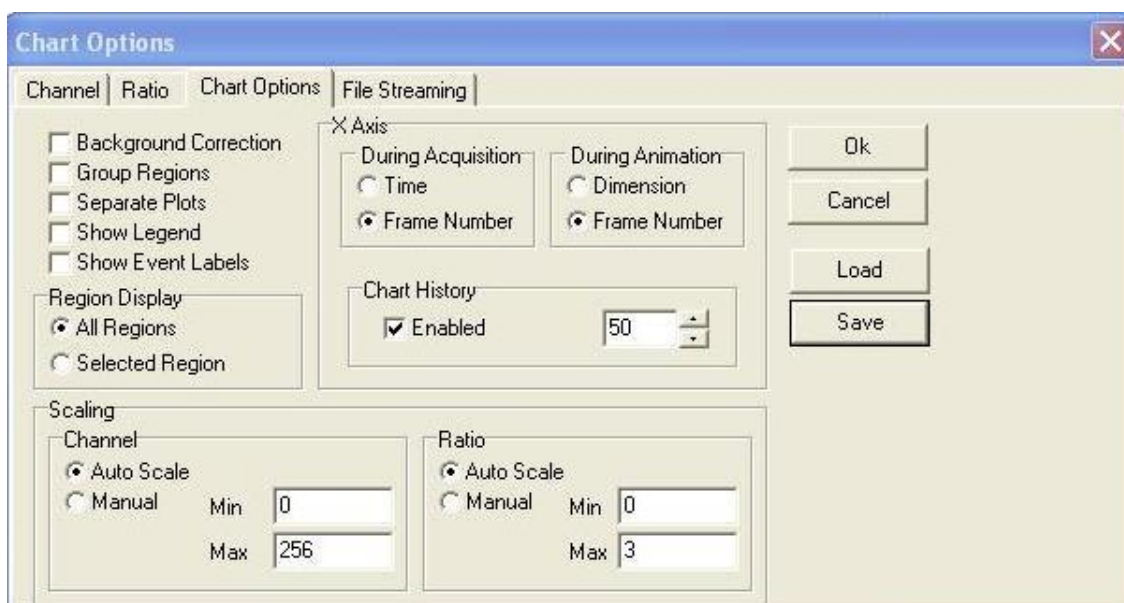 Chart Options
Channel Ratio Chart Options File Streaming
Background Correction
Group Regions
Separate Plots
Show Legend
Show Event Labels
Region Display
All Regions
Selected Region
X Axis
During Acquisition
Time
Frame Number
During Animation
Dimension
Frame Number
Chart History
Enabled 50
Ok
Cancel
Load
Save
Scaling
Channel
Auto Scale
Manual Min 0
Max 256
Ratio
Auto Scale
Manual Min 0
Max 3